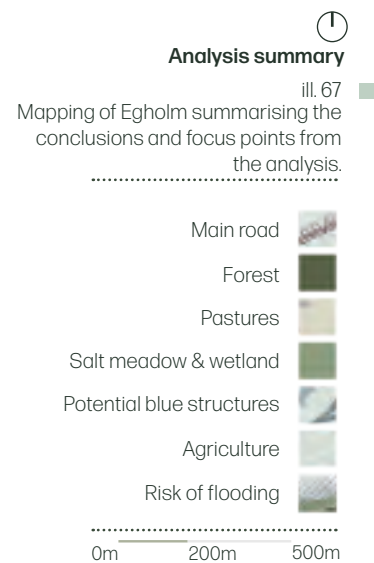 Analysis summary
ill. 67
Mapping of Egholm summarising the
conclusions and focus points from
the analysis.
Main road
Forest
Pastures
Salt meadow & wetland
Potential blue structures
Agriculture
Risk of flooding
0m 200m 500m